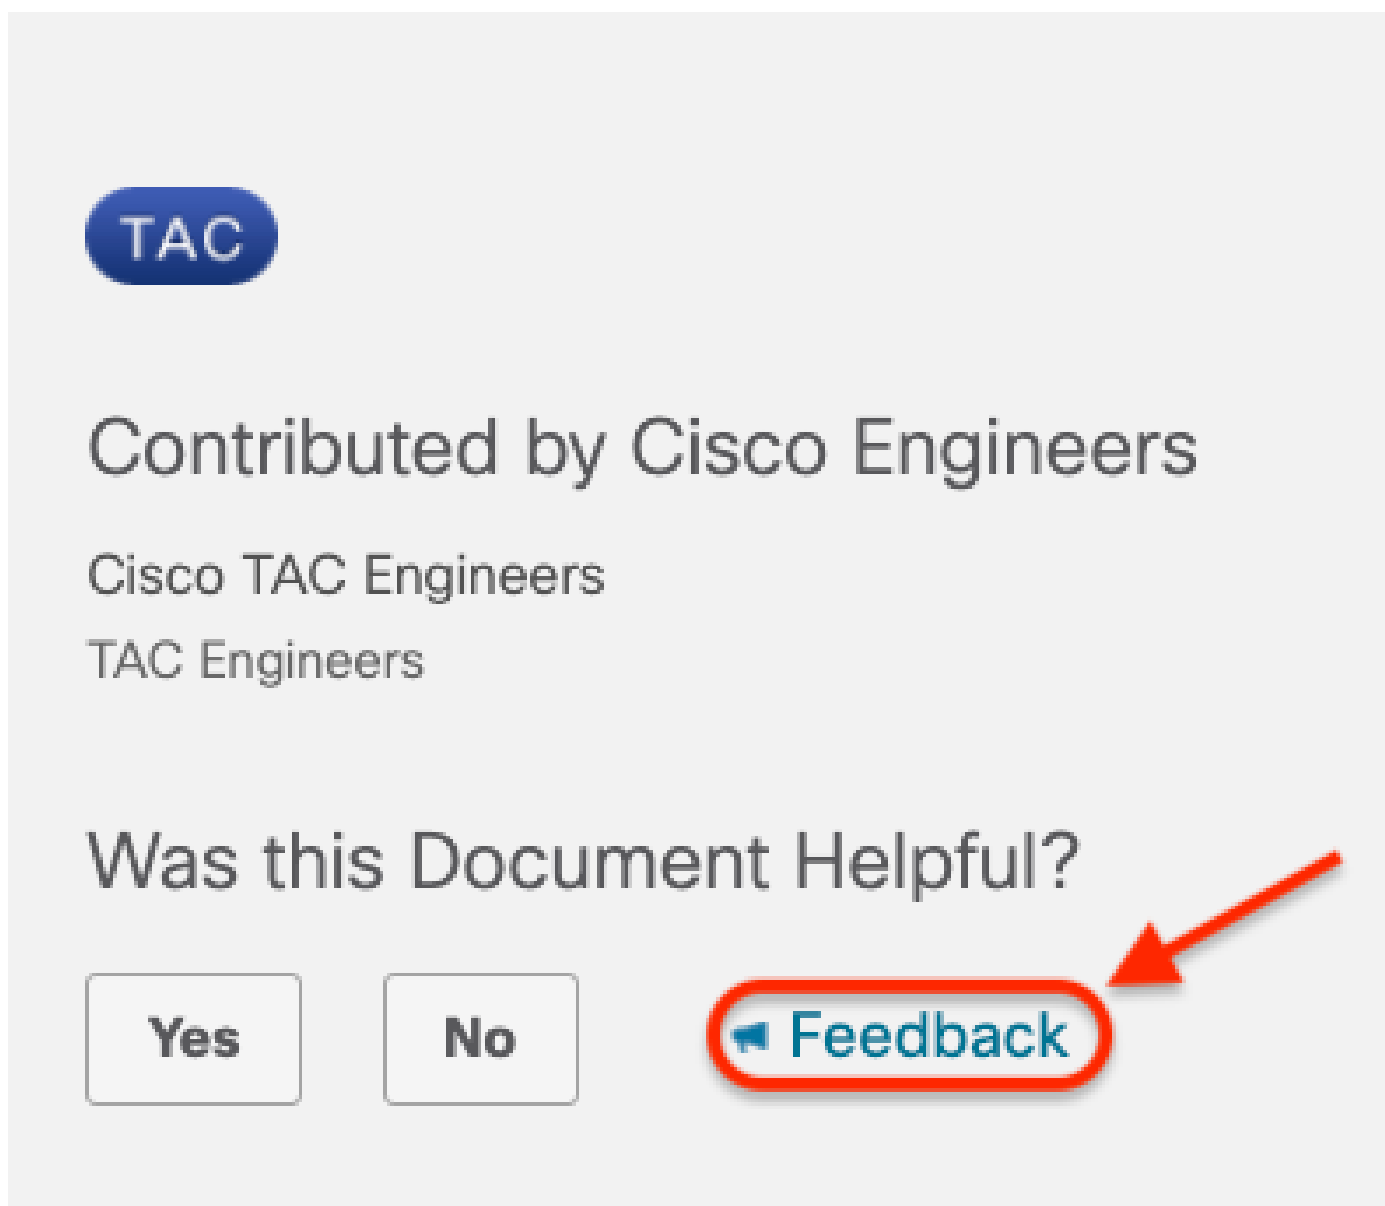 TAC
Contributed by Cisco Engineers
Cisco TAC Engineers
TAC Engineers
Was this Document Helpful?
Yes No Feedback